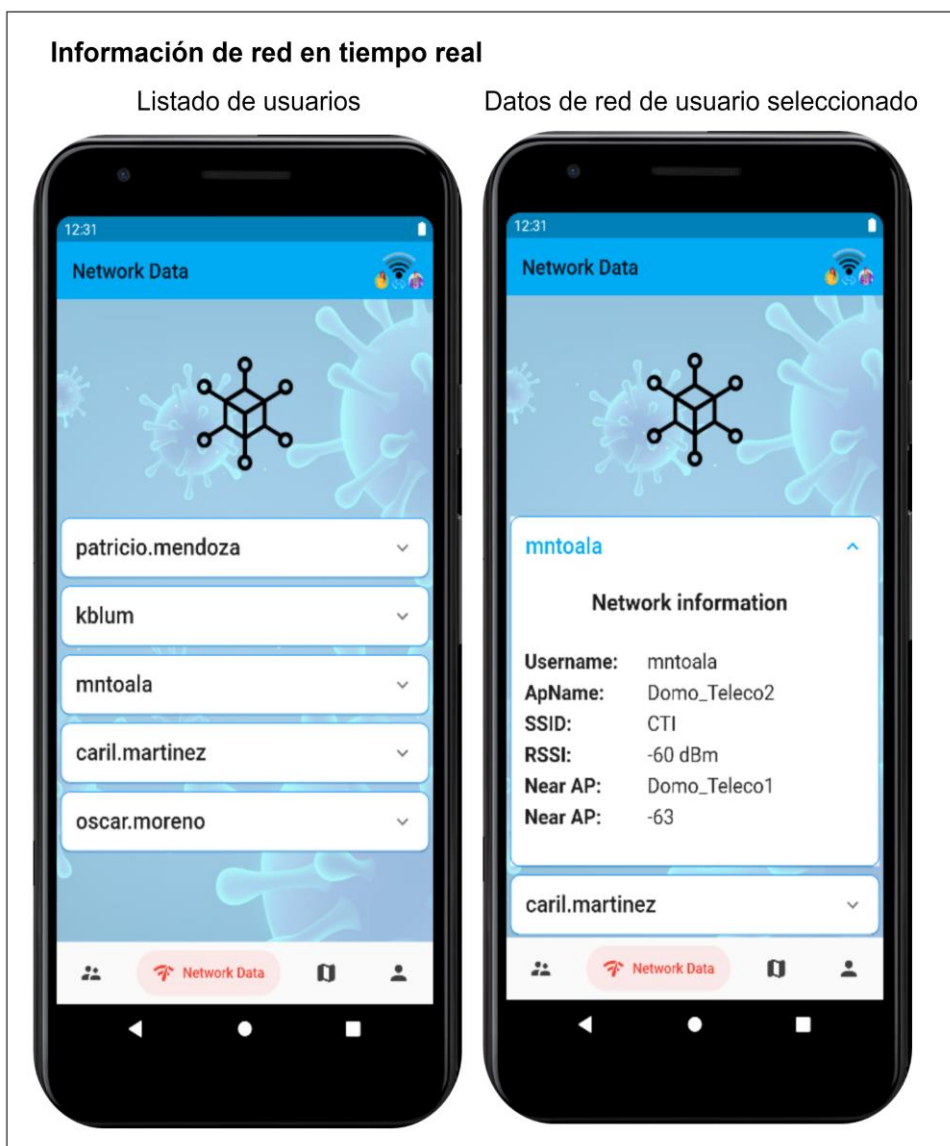 Información de red en tiempo real
Listado de usuarios
12:31
Network Data
patricio.mendoza
kblum
mntoala
caril.martinez
oscar.moreno
Network Data
Datos de red de usuario seleccionado
12:31
Network Data
mntoala
Network information
Username: mntoala
ApName: Domo_Teleco2
SSID: CTI
RSSI: -60 dBm
Near AP: Domo_Teleco1
Near AP: -63
caril.martinez
Network Data